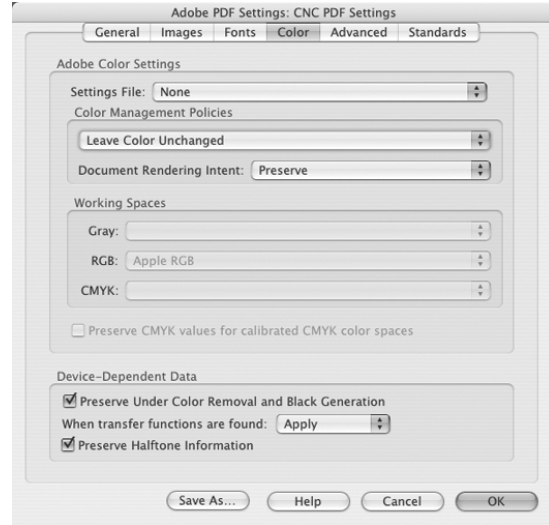 Adobe PDF Settings: CNC PDF Settings
General Images Fonts Color Advanced Standards
Adobe Color Settings
Settings File: None
Color Management Policies
Leave Color Unchanged
Document Rendering Intent: Preserve
Working Spaces
Gray:
RGB: Apple RGB
CMYK:
Preserve CMYK values for calibrated CMYK color spaces
Device-Dependent Data
Preserve Under Color Removal and Black Generation
When transfer functions are found: Apply
Preserve Halftone Information
Save As... Help Cancel OK